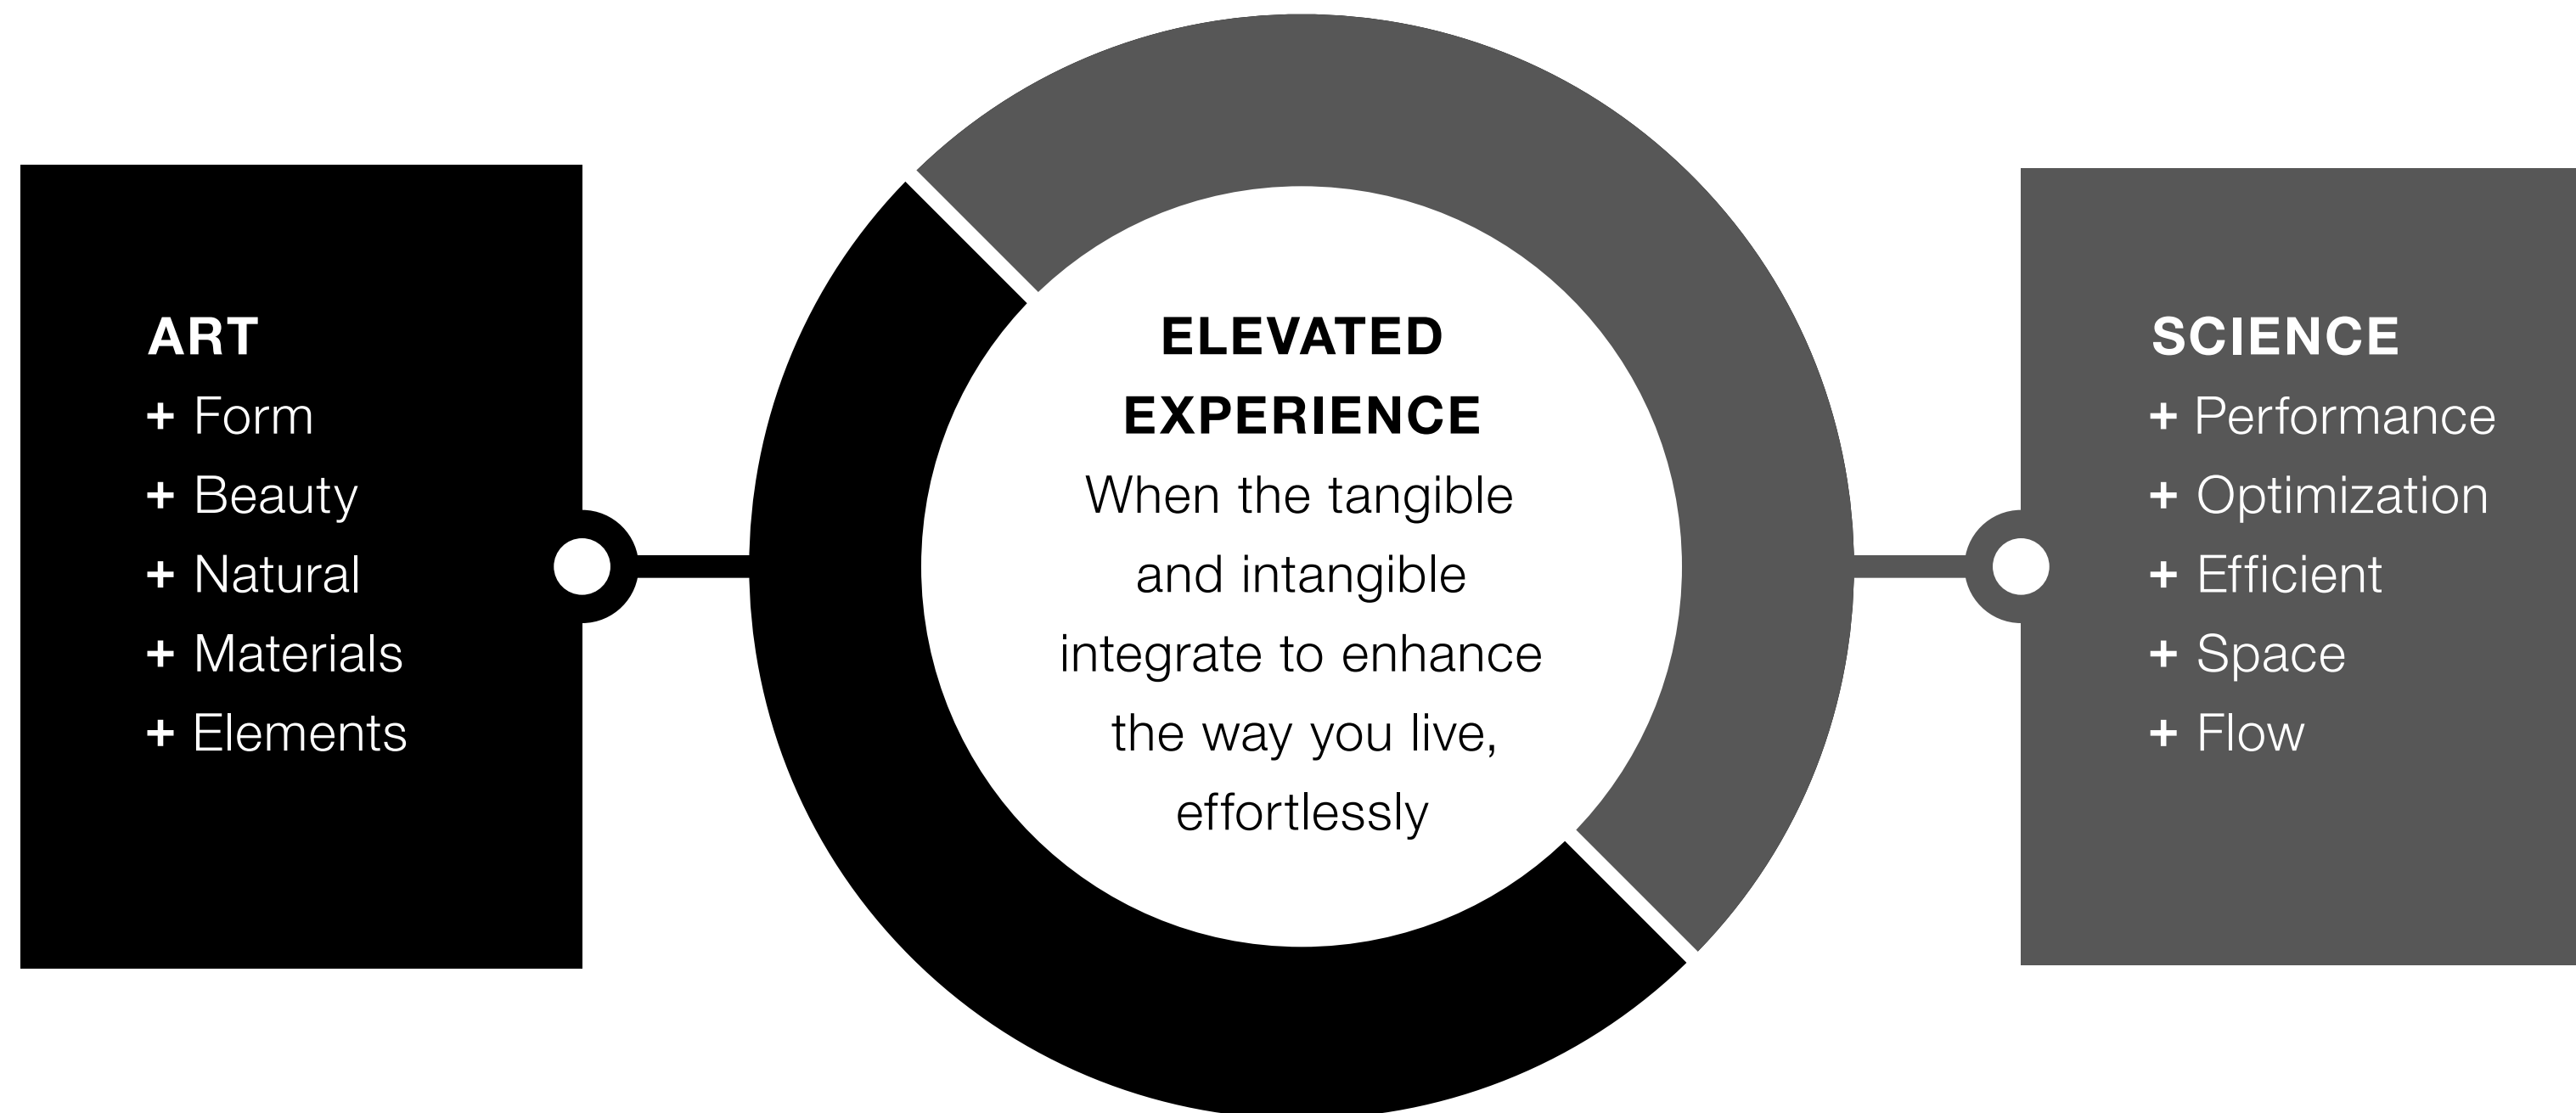 ART
+ Form
+ Beauty
+ Natural
+ Materials
+ Elements
ELEVATED
EXPERIENCE
When the tangible
and intangible
integrate to enhance
the way you live,
effortlessly
SCIENCE
+ Performance
+ Optimization
+ Efficient
+ Space
+ Flow